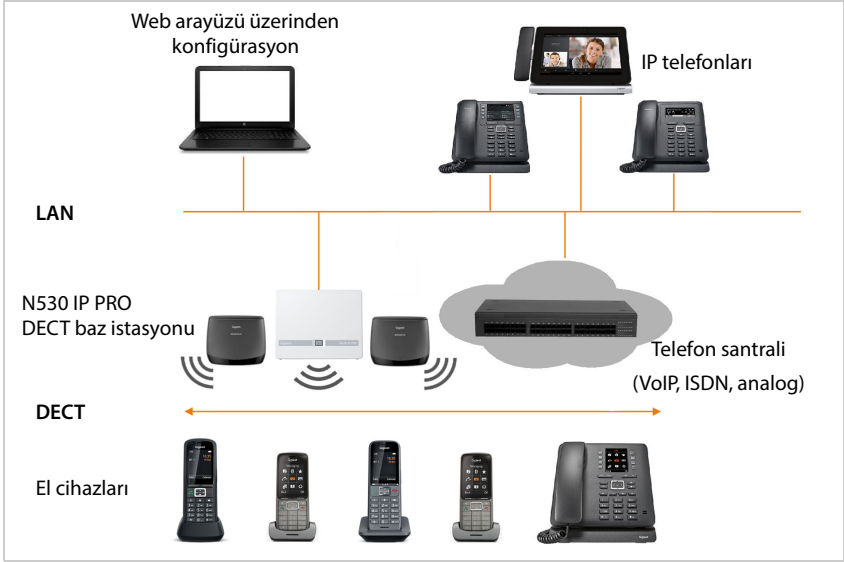 Web arayüzü üzerinden
konfigürasyon
IP telefonları
LAN
N530 IP PRO
DECT baz istasyonu
Telefon santrali
(VoIP, ISDN, analog)
DECT
El cihazları